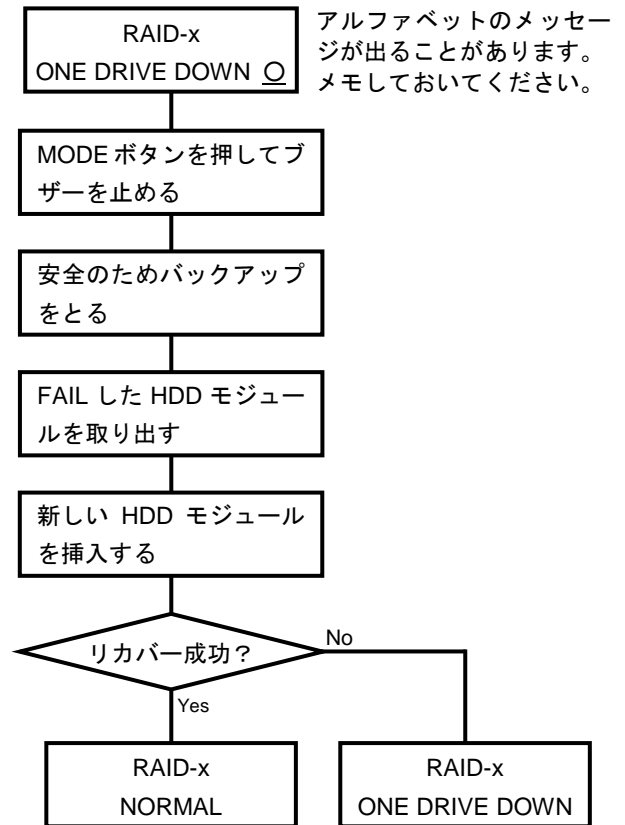 RAID-x
ONE DRIVE DOWN ○
アルファベットのメッセー
ジが出ることがあります。
メモしておいてください。
MODE ボタンを押してブ
ザーを止める
安全のためバックアップ
をとる
FAIL した HDD モジュー
ルを取り出す
新しい HDD モジュール
を挿入する
リカバー成功？
No
Yes
RAID-x
NORMAL
RAID-x
ONE DRIVE DOWN